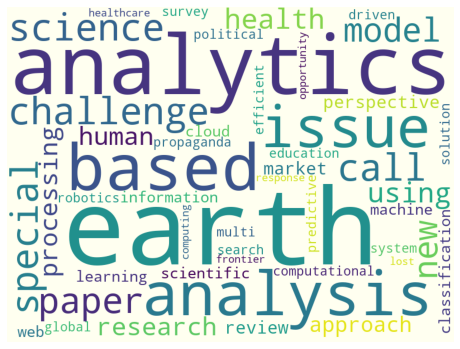 healthcare survey driven
science political health model
analytics
opportunity
challenge efficient perspective
issue
human cloud
propaganda
solution
special
processing
based education market call
response
robotics information using
predictive
earth
machine
classification
new
computing
multi
search system
frontier lost
learning scientific computational
paper analysis
web global research review approach